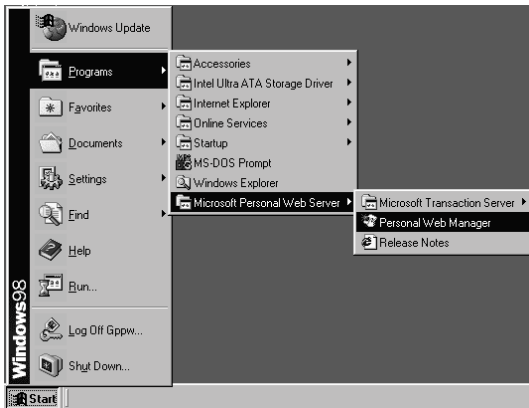 Windows Update
Programs
Favorites
Documents
Settings
Find
Help
Run...
Log Off Gppw...
Shut Down...
Windows98
Start
Accessories
Intel Ultra ATA Storage Driver
Internet Explorer
Online Services
Startup
MS-DOS Prompt
Windows Explorer
Microsoft Personal Web Server
Microsoft Transaction Server
Personal Web Manager
Release Notes